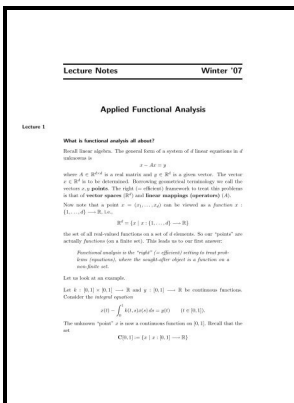 Lecture Notes Winter '07
Applied Functional Analysis
Lecture 1
What is functional analysis all about?
Recall linear algebra. The general form of a system of d linear equations in d
unknowns is
x − Ax = y
where A ∈ ℝ^{d×d} is a real matrix and y ∈ ℝ^d is a given vector. The vector
x ∈ ℝ^d is to be determined. Borrowing geometrical terminology we call the
vectors x, y points. The right (= efficient) framework to treat this problems
is that of vector spaces (ℝ^d) and linear mappings (operators) (A).
Now note that a point x = (x₁, . . . , x_d) can be viewed as a function x :
{1, . . . , d} ⟶ ℝ, i.e.,
ℝ^d = {x | x : {1, . . . , d} ⟶ ℝ}
the set of all real-valued functions on a set of d elements. So our "points" are
actually functions (on a finite set). This leads us to our first answer:
Functional analysis is the "right" (= efficient) setting to treat prob-
lems (equations), where the sought-after object is a function on a
non-finite set.
Let us look at an example.
Let k : [0, 1] × [0, 1] ⟶ ℝ and y : [0, 1] ⟶ ℝ be continuous functions.
Consider the integral equation
x(t) − ∫₀¹ k(t, s)x(s) ds = y(t) (t ∈ [0, 1]).
The unknown "point" x is now a continuous function on [0, 1]. Recall that the
set
C[0, 1] := {x | x : [0, 1] ⟶ ℝ}